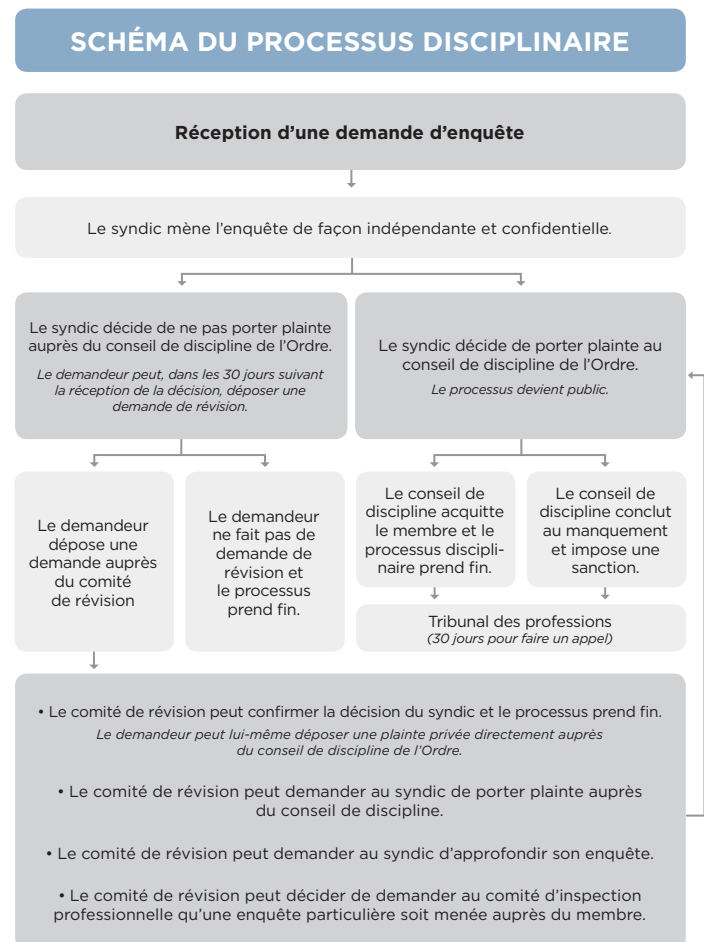 SCHÉMA DU PROCESSUS DISCIPLINAIRE
Réception d’une demande d’enquête
Le syndic mène l’enquête de façon indépendante et confidentielle.
Le syndic décide de ne pas porter plainte
auprès du conseil de discipline de l’Ordre.
Le demandeur peut, dans les 30 jours suivant
la réception de la décision, déposer une
demande de révision.
Le syndic décide de porter plainte au
conseil de discipline de l’Ordre.
Le processus devient public.
Le demandeur
dépose une
demande auprès
du comité
de révision
Le demandeur
ne fait pas de
demande de
révision et
le processus
prend fin.
Le conseil de
discipline acquitte
le membre et le
processus discipli-
naire prend fin.
Le conseil de
discipline conclut
au manquement
et impose une
sanction.
Tribunal des professions
(30 jours pour faire un appel)
• Le comité de révision peut confirmer la décision du syndic et le processus prend fin.
Le demandeur peut lui-même déposer une plainte privée directement auprès
du conseil de discipline de l’Ordre.
• Le comité de révision peut demander au syndic de porter plainte auprès
du conseil de discipline.
• Le comité de révision peut demander au syndic d’approfondir son enquête.
• Le comité de révision peut décider de demander au comité d’inspection
professionnelle qu’une enquête particulière soit menée auprès du membre.